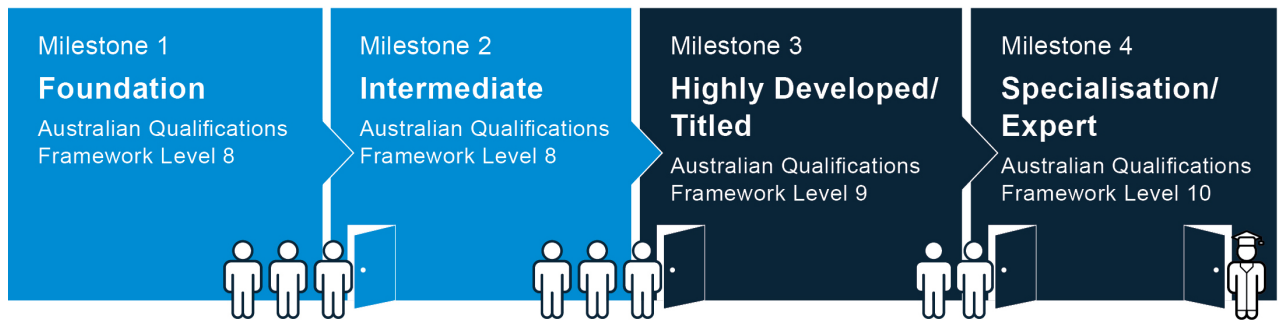 Milestone 1
Foundation
Australian Qualifications
Framework Level 8
Milestone 2
Intermediate
Australian Qualifications
Framework Level 8
Milestone 3
Highly Developed/
Titled
Australian Qualifications
Framework Level 9
Milestone 4
Specialisation/
Expert
Australian Qualifications
Framework Level 10